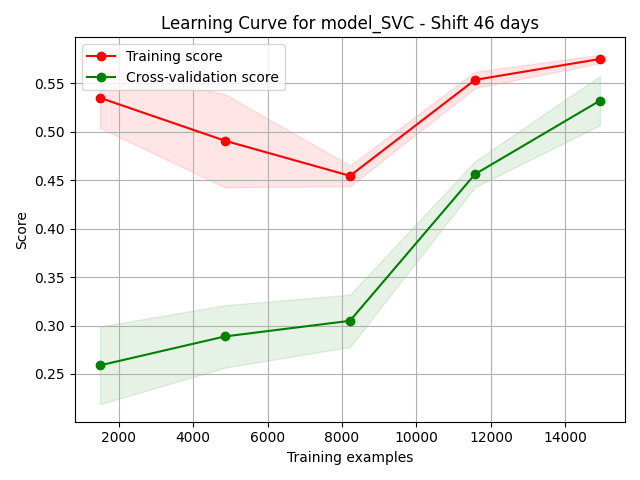 Learning Curve for model_SVC - Shift 46 days
Training score
Cross-validation score
Score
0.55
0.50
0.45
0.40
0.35
0.30
0.25
2000 4000 6000 8000 10000 12000 14000
Training examples